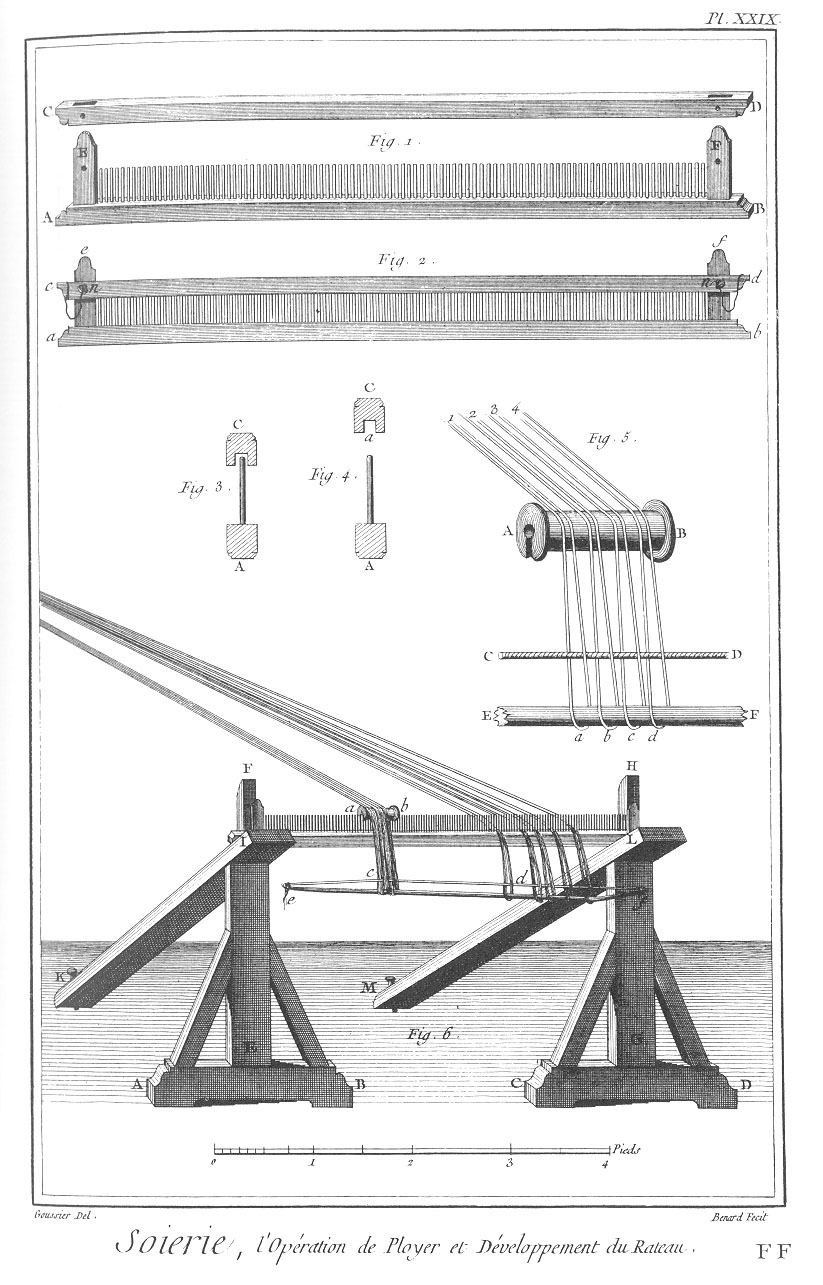 Pl. XXIX.
C D
Fig. 1.
E F
A B
Fig. 2.
e f
c n n d
a b
C
a
C
Fig. 3.
Fig. 4.
A A
1 2 3 4
Fig. 5.
A B
C D
E F
a b c d
F H
a b
I L
c d
e f
K M
Fig. 6.
E G
A B C D
Pieds
0 1 2 3 4
Goussier Del.
Benard Fecit
Soierie, l'Opération de Ployer et Développement du Rateau.
FF